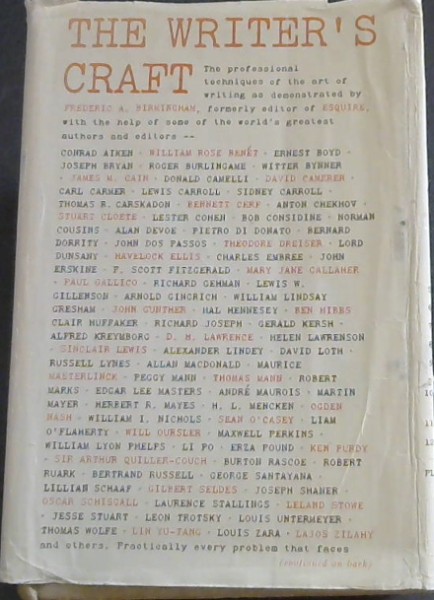 THE WRITER'S
CRAFT The professional
techniques of the art of
writing as demonstrated by
FREDERIC A. BIRMINGHAM, formerly editor of ESQUIRE,
with the help of some of the world's greatest
authors and editors --
CONRAD AIKEN · WILLIAM ROSE BENÉT · ERNEST BOYD ·
JOSEPH BRYAN · ROGER BURLINGAME · WITTER BYNNER
· JAMES M. CAIN · DONALD CAMELLI · DAVID CAMERER ·
CARL CARMER · LEWIS CARROLL · SIDNEY CARROLL ·
THOMAS R. CARSKADON · BENNETT CERF · ANTON CHEKHOV ·
STUART CLOETE · LESTER COHEN · BOB CONSIDINE · NORMAN
COUSINS · ALAN DEVOE · PIETRO DI DONATO · BERNARD
DORRITY · JOHN DOS PASSOS · THEODORE DREISER · LORD
DUNSANY · HAVELOCK ELLIS · CHARLES EMBREE · JOHN
ERSKINE · F. SCOTT FITZGERALD · MARY JANE GALLAHER
· PAUL GALLICO · RICHARD GEHMAN · LEWIS W.
GILLENSON · ARNOLD GINGRICH · WILLIAM LINDSAY
GRESHAM · JOHN GUNTHER · HAL HENNESEY · BEN HIBBS ·
CLAIR HUFFAKER · RICHARD JOSEPH · GERALD KERSH ·
ALFRED KREYMBORG · D. H. LAWRENCE · HELEN LAWRENSON
· SINCLAIR LEWIS · ALEXANDER LINDEY · DAVID LOTH ·
RUSSELL LYNES · ALLAN MACDONALD · MAURICE
MAETERLINCK · PEGGY MANN · THOMAS MANN · ROBERT
MARKS · EDGAR LEE MASTERS · ANDRÉ MAUROIS · MARTIN
MAYER · HERBERT R. MAYES · H. L. MENCKEN · OGDEN
NASH · WILLIAM I. NICHOLS · SEAN O'CASEY · LIAM
O'FLAHERTY · WILL OURSLER · MAXWELL PERKINS ·
WILLIAM LYON PHELPS · LI PO · EZRA POUND · KEN PURDY
· SIR ARTHUR QUILLER-COUCH · BURTON RASCOE · ROBERT
RUARK · BERTRAND RUSSELL · GEORGE SANTAYANA ·
LILLIAN SCHAAF · GILBERT SELDES · JOSEPH SHANER ·
OSCAR SCHISGALL · LAURENCE STALLINGS · LELAND STOWE
· JESSE STUART · LEON TROTSKY · LOUIS UNTERMEYER ·
THOMAS WOLFE · LIN YU-TANG · LOUIS ZARA · LAJOS ZILAHY
and others. Practically every problem that faces
(continued on back)